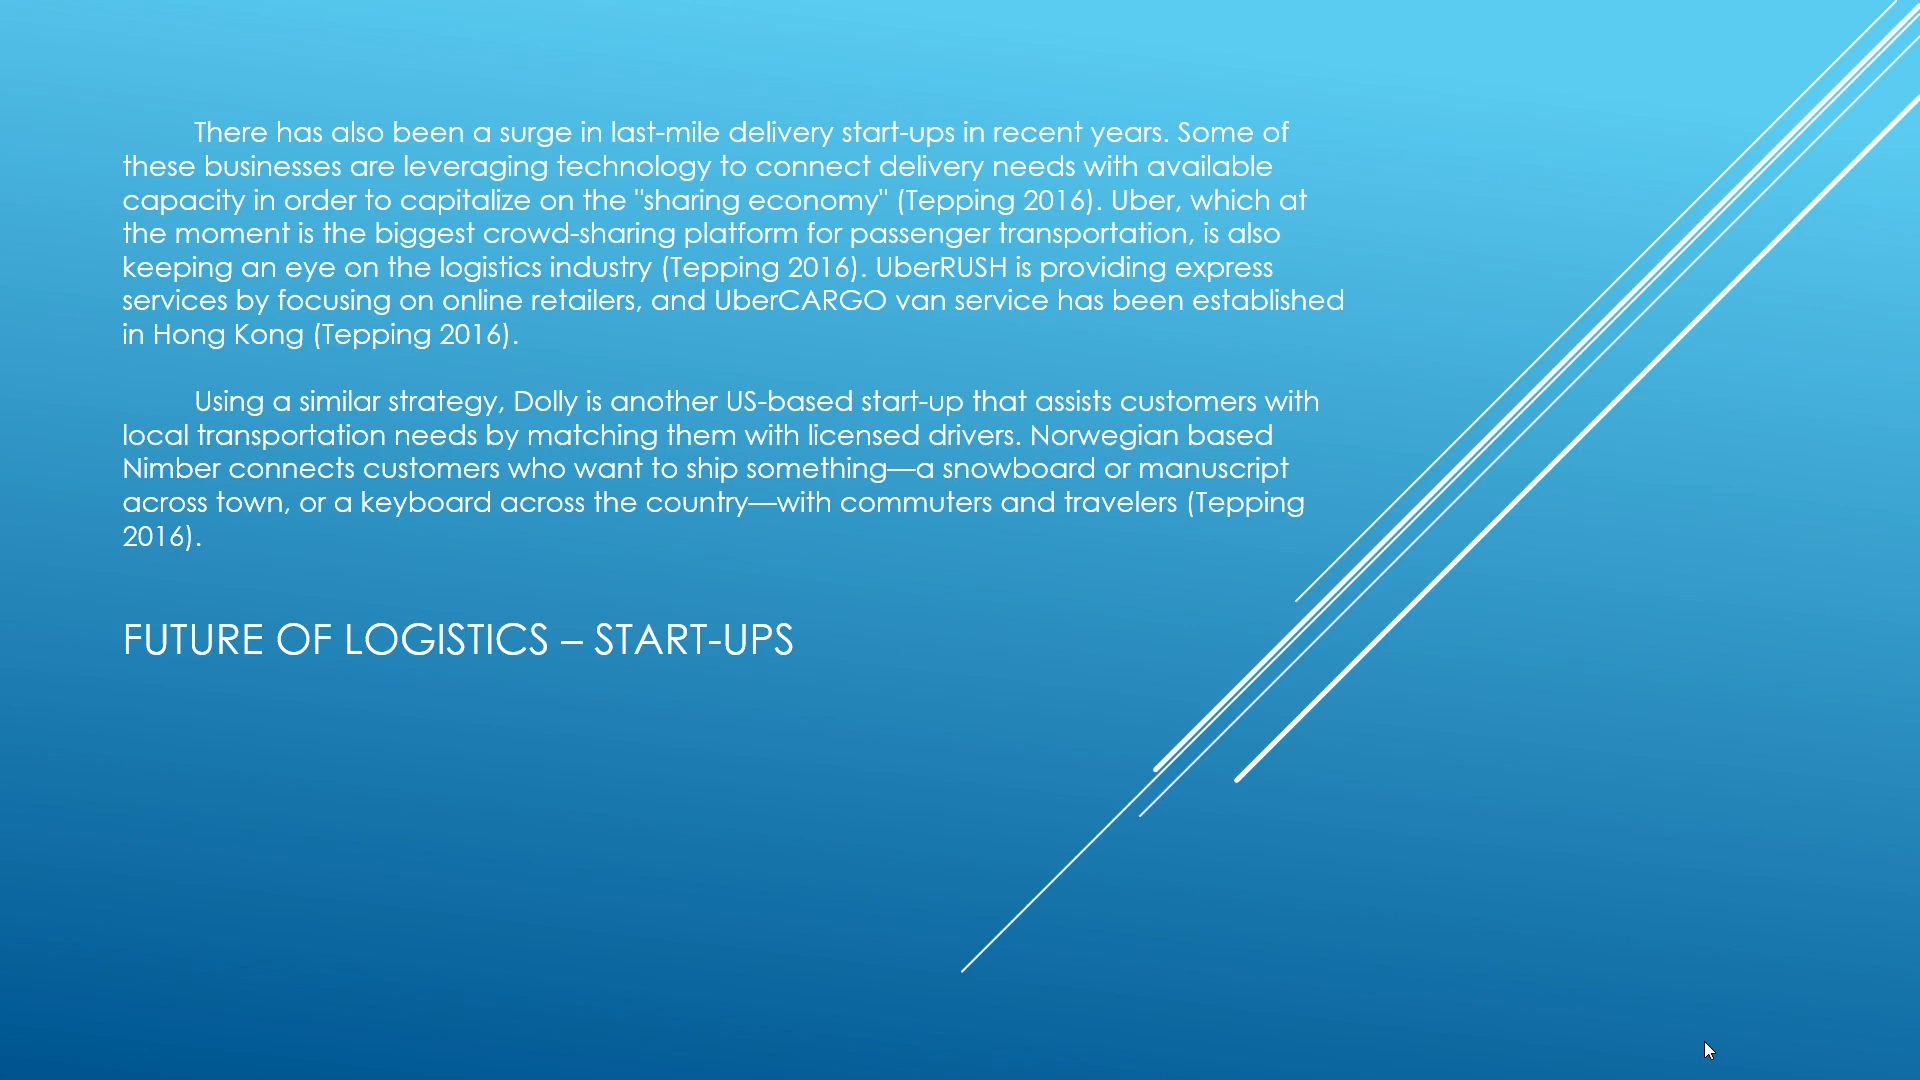 There has also been a surge in last-mile delivery start-ups in recent years. Some of
these businesses are leveraging technology to connect delivery needs with available
capacity in order to capitalize on the "sharing economy" (Tepping 2016). Uber, which at
the moment is the biggest crowd-sharing platform for passenger transportation, is also
keeping an eye on the logistics industry (Tepping 2016). UberRUSH is providing express
services by focusing on online retailers, and UberCARGO van service has been established
in Hong Kong (Tepping 2016).
Using a similar strategy, Dolly is another US-based start-up that assists customers with
local transportation needs by matching them with licensed drivers. Norwegian based
Nimber connects customers who want to ship something—a snowboard or manuscript
across town, or a keyboard across the country—with commuters and travelers (Tepping
2016).
FUTURE OF LOGISTICS – START-UPS